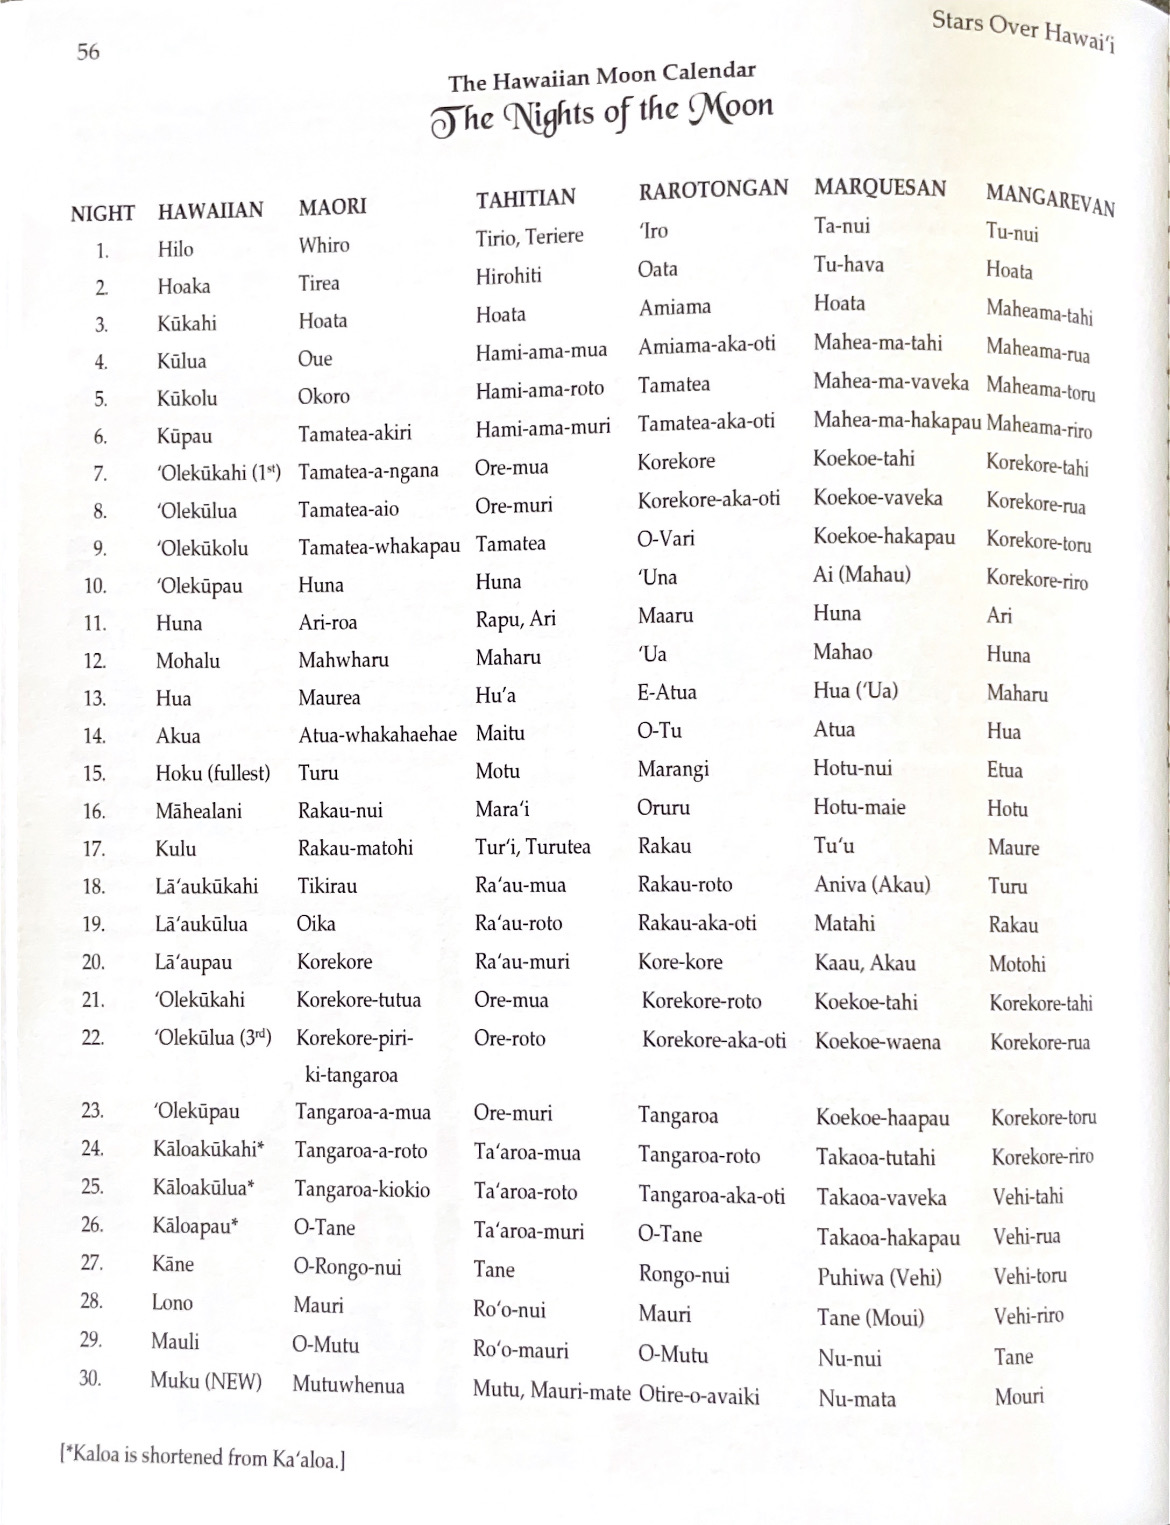 56
Stars Over Hawaiʻi
The Hawaiian Moon Calendar
The Nights of the Moon
NIGHT HAWAIIAN MAORI TAHITIAN RAROTONGAN MARQUESAN MANGAREVAN
1. Hilo Whiro Tirio, Teriere ʻIro Ta-nui Tu-nui
2. Hoaka Tirea Hirohiti Oata Tu-hava Hoata
3. Kūkahi Hoata Hoata Amiama Hoata Maheama-tahi
4. Kūlua Oue Hami-ama-mua Amiama-aka-oti Mahea-ma-tahi Maheama-rua
5. Kūkolu Okoro Hami-ama-roto Tamatea Mahea-ma-vaveka Maheama-toru
6. Kūpau Tamatea-akiri Hami-ama-muri Tamatea-aka-oti Mahea-ma-hakapau Maheama-riro
7. ʻOlekūkahi (1st) Tamatea-a-ngana Ore-mua Korekore Koekoe-tahi Korekore-tahi
8. ʻOlekūlua Tamatea-aio Ore-muri Korekore-aka-oti Koekoe-vaveka Korekore-rua
9. ʻOlekūkolu Tamatea-whakapau Tamatea O-Vari Koekoe-hakapau Korekore-toru
10. ʻOlekūpau Huna Huna ʻUna Ai (Mahau) Korekore-riro
11. Huna Ari-roa Rapu, Ari Maaru Huna Ari
12. Mohalu Mahwharu Maharu ʻUa Mahao Huna
13. Hua Maurea Hu'a E-Atua Hua (ʻUa) Maharu
14. Akua Atua-whakahaehae Maitu O-Tu Atua Hua
15. Hoku (fullest) Turu Motu Marangi Hotu-nui Etua
16. Māhealani Rakau-nui Maraʻi Oruru Hotu-maie Hotu
17. Kulu Rakau-matohi Turʻi, Turutea Rakau Tuʻu Maure
18. Lāʻaukūkahi Tikirau Raʻau-mua Rakau-roto Aniva (Akau) Turu
19. Lāʻaukūlua Oika Raʻau-roto Rakau-aka-oti Matahi Rakau
20. Lāʻaupau Korekore Raʻau-muri Kore-kore Kaau, Akau Motohi
21. ʻOlekūkahi Korekore-tutua Ore-mua Korekore-roto Koekoe-tahi Korekore-tahi
22. ʻOlekūlua (3rd) Korekore-piri- Ore-roto Korekore-aka-oti Koekoe-waena Korekore-rua
ki-tangaroa
23. ʻOlekūpau Tangaroa-a-mua Ore-muri Tangaroa Koekoe-haapau Korekore-toru
24. Kāloakūkahi* Tangaroa-a-roto Taʻaroa-mua Tangaroa-roto Takaoa-tutahi Korekore-riro
25. Kāloakūlua* Tangaroa-kiokio Taʻaroa-roto Tangaroa-aka-oti Takaoa-vaveka Vehi-tahi
26. Kāloapau* O-Tane Taʻaroa-muri O-Tane Takaoa-hakapau Vehi-rua
27. Kāne O-Rongo-nui Tane Rongo-nui Puhiwa (Vehi) Vehi-toru
28. Lono Mauri Roʻo-nui Mauri Tane (Moui) Vehi-riro
29. Mauli O-Mutu Roʻo-mauri O-Mutu Nu-nui Tane
30. Muku (NEW) Mutuwhenua Mutu, Mauri-mate Otire-o-avaiki Nu-mata Mouri
[*Kaloa is shortened from Kaʻaloa.]